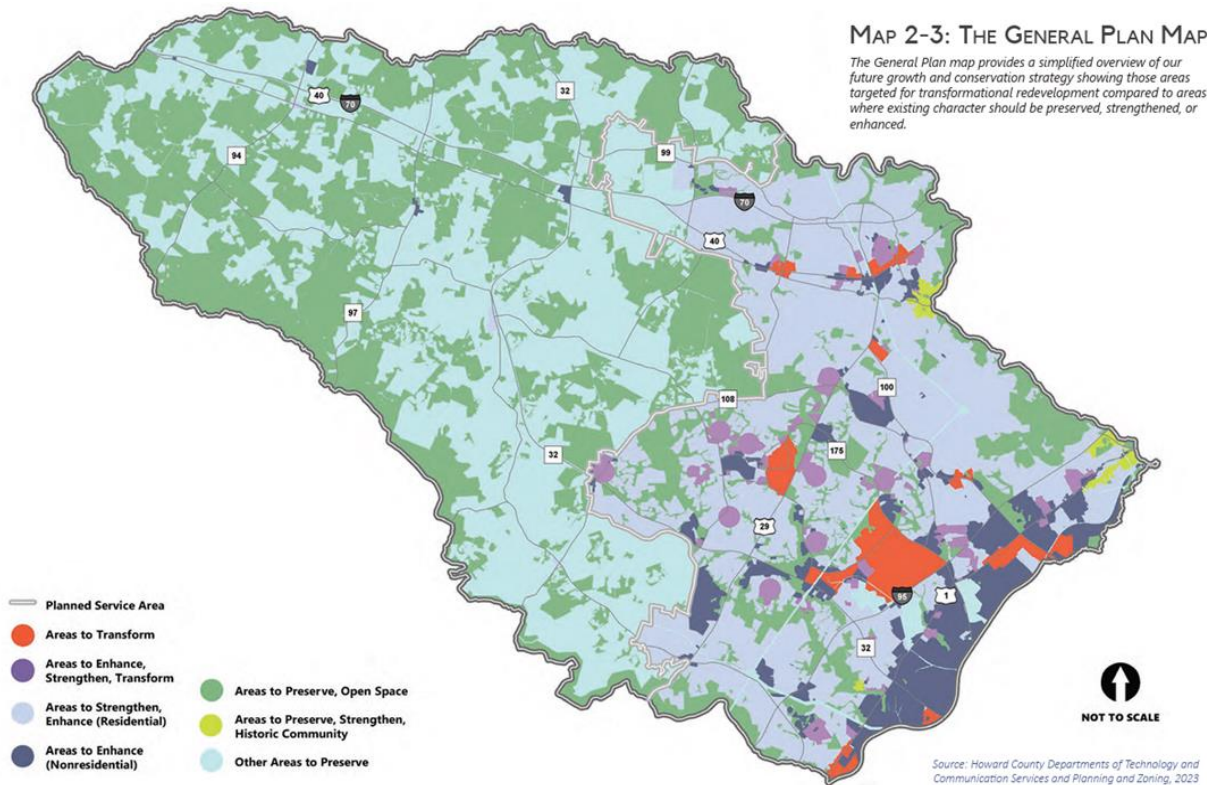 MAP 2-3: THE GENERAL PLAN MAP
The General Plan map provides a simplified overview of our
future growth and conservation strategy showing those areas
targeted for transformational redevelopment compared to areas
where existing character should be preserved, strengthened, or
enhanced.
40
70
32
94
99
70
40
97
108
100
175
32
29
95
1
32
Planned Service Area
Areas to Transform
Areas to Enhance,
Strengthen, Transform
Areas to Strengthen,
Enhance (Residential)
Areas to Enhance
(Nonresidential)
Areas to Preserve, Open Space
Areas to Preserve, Strengthen,
Historic Community
Other Areas to Preserve
NOT TO SCALE
Source: Howard County Departments of Technology and
Communication Services and Planning and Zoning, 2023